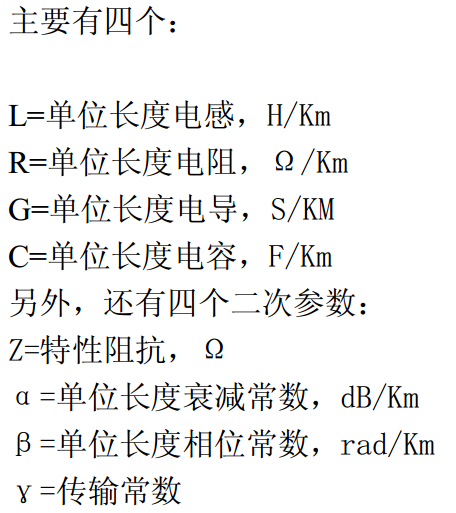 主要有四个：
L=单位长度电感，H/Km
R=单位长度电阻，Ω/Km
G=单位长度电导，S/KM
C=单位长度电容，F/Km
另外，还有四个二次参数：
Z=特性阻抗，Ω
α=单位长度衰减常数，dB/Km
β=单位长度相位常数，rad/Km
γ=传输常数